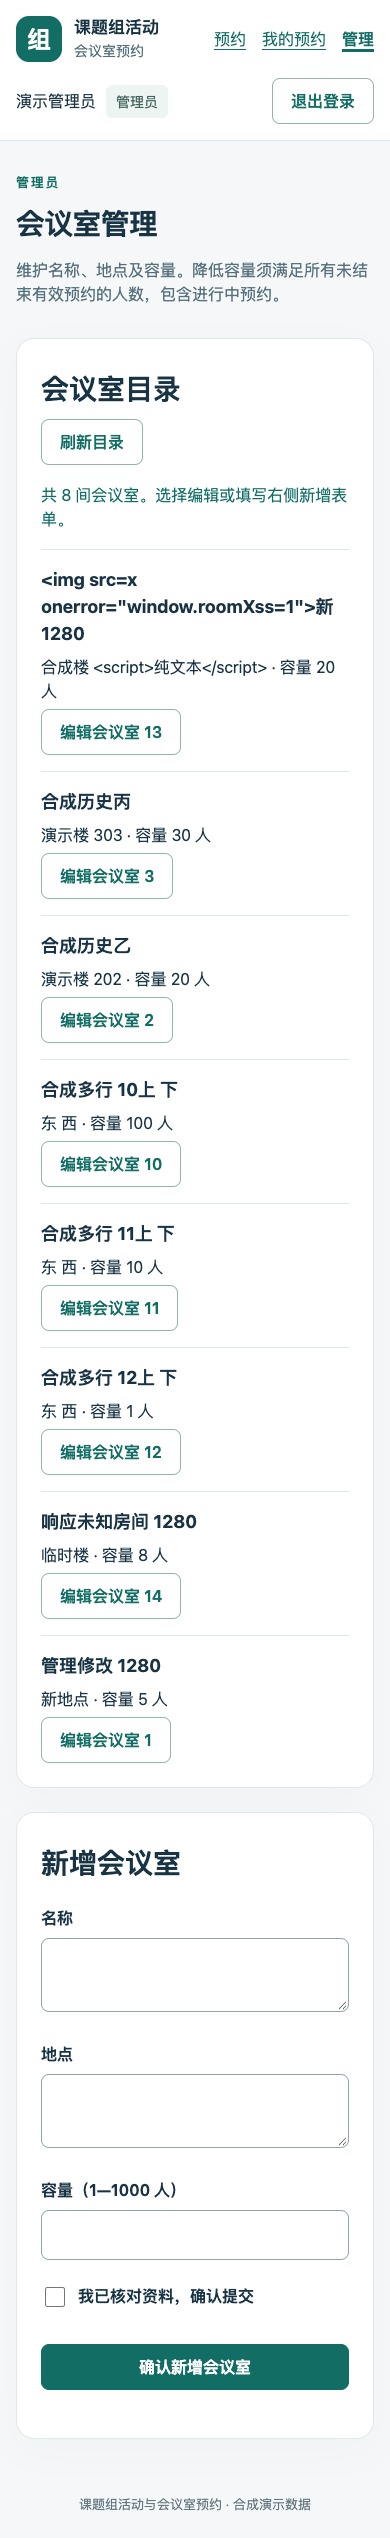 组
课题组活动
会议室预约
预约 我的预约 管理
演示管理员 管理员
退出登录
管理员
会议室管理
维护名称、地点及容量。降低容量须满足所有未结
束有效预约的人数，包含进行中预约。
会议室目录
刷新目录
共 8 间会议室。选择编辑或填写右侧新增表
单。
<img src=x
onerror="window.roomXss=1">新
1280
合成楼 <script>纯文本</script> · 容量 20
人
编辑会议室 13
合成历史丙
演示楼 303 · 容量 30 人
编辑会议室 3
合成历史乙
演示楼 202 · 容量 20 人
编辑会议室 2
合成多行 10上 下
东 西 · 容量 100 人
编辑会议室 10
合成多行 11上 下
东 西 · 容量 10 人
编辑会议室 11
合成多行 12上 下
东 西 · 容量 1 人
编辑会议室 12
响应未知房间 1280
临时楼 · 容量 8 人
编辑会议室 14
管理修改 1280
新地点 · 容量 5 人
编辑会议室 1
新增会议室
名称
地点
容量（1—1000 人）
我已核对资料，确认提交
确认新增会议室
课题组活动与会议室预约 · 合成演示数据